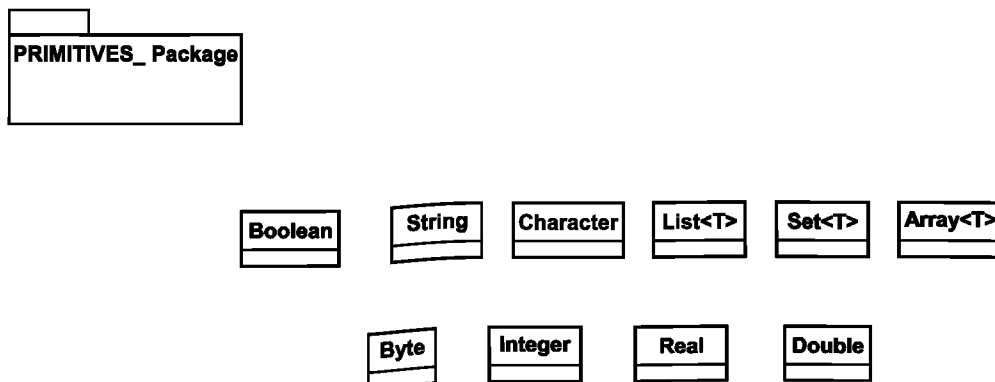 PRIMITIVES_ Package
Boolean String Character List<T> Set<T> Array<T>
Byte Integer Real Double